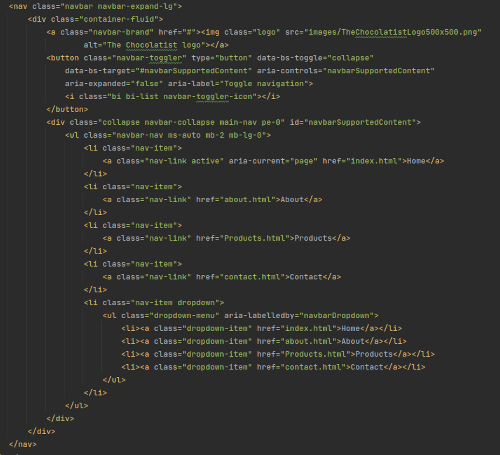 <nav class="navbar navbar-expand-lg">
<div class="container-fluid">
<a class="navbar-brand" href="#"><img class="logo" src="images/TheChocolatistLogo500x500.png"
alt="The Chocolatist logo"></a>
<button class="navbar-toggler" type="button" data-bs-toggle="collapse"
data-bs-target="#navbarSupportedContent" aria-controls="navbarSupportedContent"
aria-expanded="false" aria-label="Toggle navigation">
<i class="bi bi-list navbar-toggler-icon"></i>
</button>
<div class="collapse navbar-collapse main-nav pe-0" id="navbarSupportedContent">
<ul class="navbar-nav ms-auto mb-2 mb-lg-0">
<li class="nav-item">
<a class="nav-link active" aria-current="page" href="index.html">Home</a>
</li>
<li class="nav-item">
<a class="nav-link" href="about.html">About</a>
</li>
<li class="nav-item">
<a class="nav-link" href="Products.html">Products</a>
</li>
<li class="nav-item">
<a class="nav-link" href="contact.html">Contact</a>
</li>
<li class="nav-item dropdown">
<ul class="dropdown-menu" aria-labelledby="navbarDropdown">
<li><a class="dropdown-item" href="index.html">Home</a></li>
<li><a class="dropdown-item" href="about.html">About</a></li>
<li><a class="dropdown-item" href="Products.html">Products</a></li>
<li><a class="dropdown-item" href="contact.html">Contact</a></li>
</ul>
</li>
</ul>
</div>
</div>
</nav>